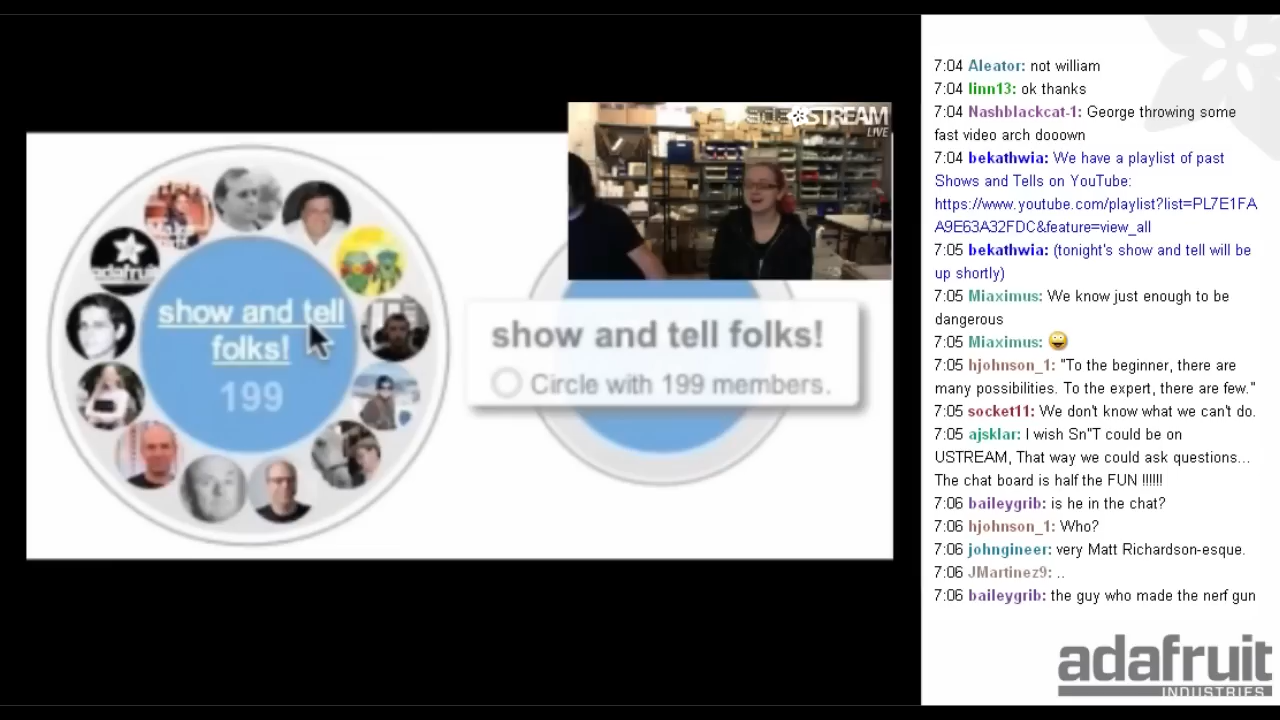 USTREAM
LIVE
adafruit
show and tell
folks!
199
show and tell folks!
Circle with 199 members.
7:04 Aleator: not william
7:04 linn13: ok thanks
7:04 Nashblackcat-1: George throwing some
fast video arch dooown
7:04 bekathwia: We have a playlist of past
Shows and Tells on YouTube:
https://www.youtube.com/playlist?list=PL7E1FA
A9E63A32FDC&feature=view_all
7:05 bekathwia: (tonight's show and tell will be
up shortly)
7:05 Miaximus: We know just enough to be
dangerous
7:05 Miaximus:
7:05 hjohnson_1: "To the beginner, there are
many possibilities. To the expert, there are few."
7:05 socket11: We don't know what we can't do.
7:05 ajsklar: I wish Sn"T could be on
USTREAM, That way we could ask questions...
The chat board is half the FUN !!!!!!
7:06 baileygrib: is he in the chat?
7:06 hjohnson_1: Who?
7:06 johngineer: very Matt Richardson-esque.
7:06 JMartinez9: ..
7:06 baileygrib: the guy who made the nerf gun
adafruit
INDUSTRIES